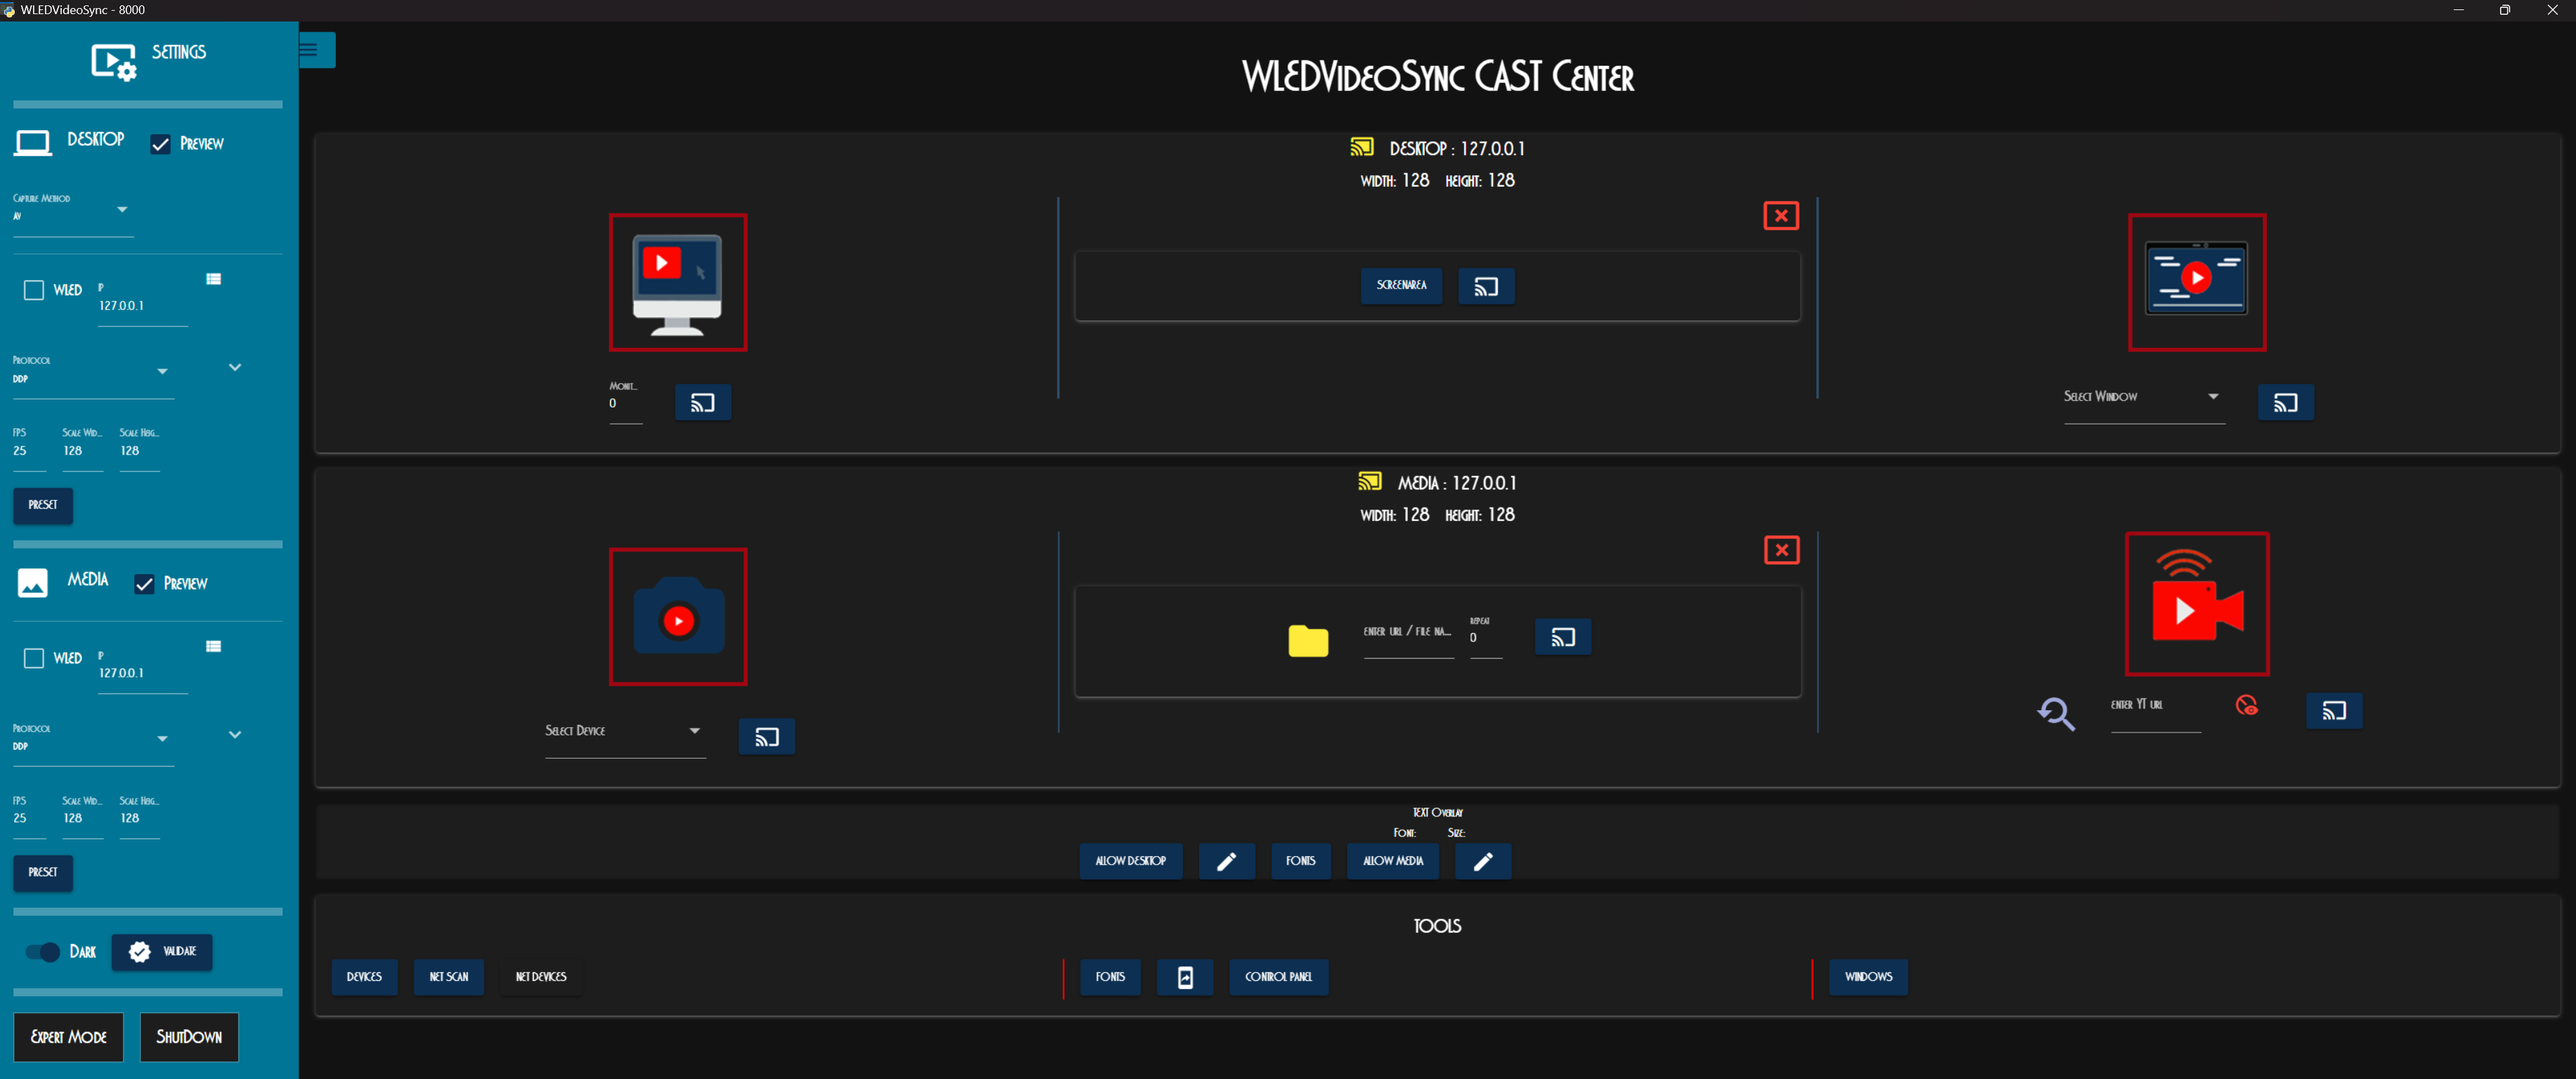 WLEDVideoSync - 8000
SETTINGS
DESKTOP
Preview
Capture Method
AV
WLED
IP
127.0.0.1
Protocol
DDP
FPS
25
Scale Wid...
128
Scale Heig...
128
PRESET
MEDIA
Preview
WLED
IP
127.0.0.1
Protocol
DDP
FPS
25
Scale Wid...
128
Scale Heig...
128
PRESET
Dark
VALIDATE
Expert Mode
ShutDown
WLEDVideoSync CAST Center
DESKTOP : 127.0.0.1
WIDTH: 128 HEIGHT: 128
Monit...
0
SCREENAREA
Select Window
MEDIA : 127.0.0.1
WIDTH: 128 HEIGHT: 128
Select Device
enter url / file na...
repeat
0
enter YT url
TEXT Overlay
Font: Size:
ALLOW DESKTOP
FONTS
ALLOW MEDIA
TOOLS
DEVICES
NET SCAN
NET DEVICES
FONTS
CONTROL PANEL
WINDOWS